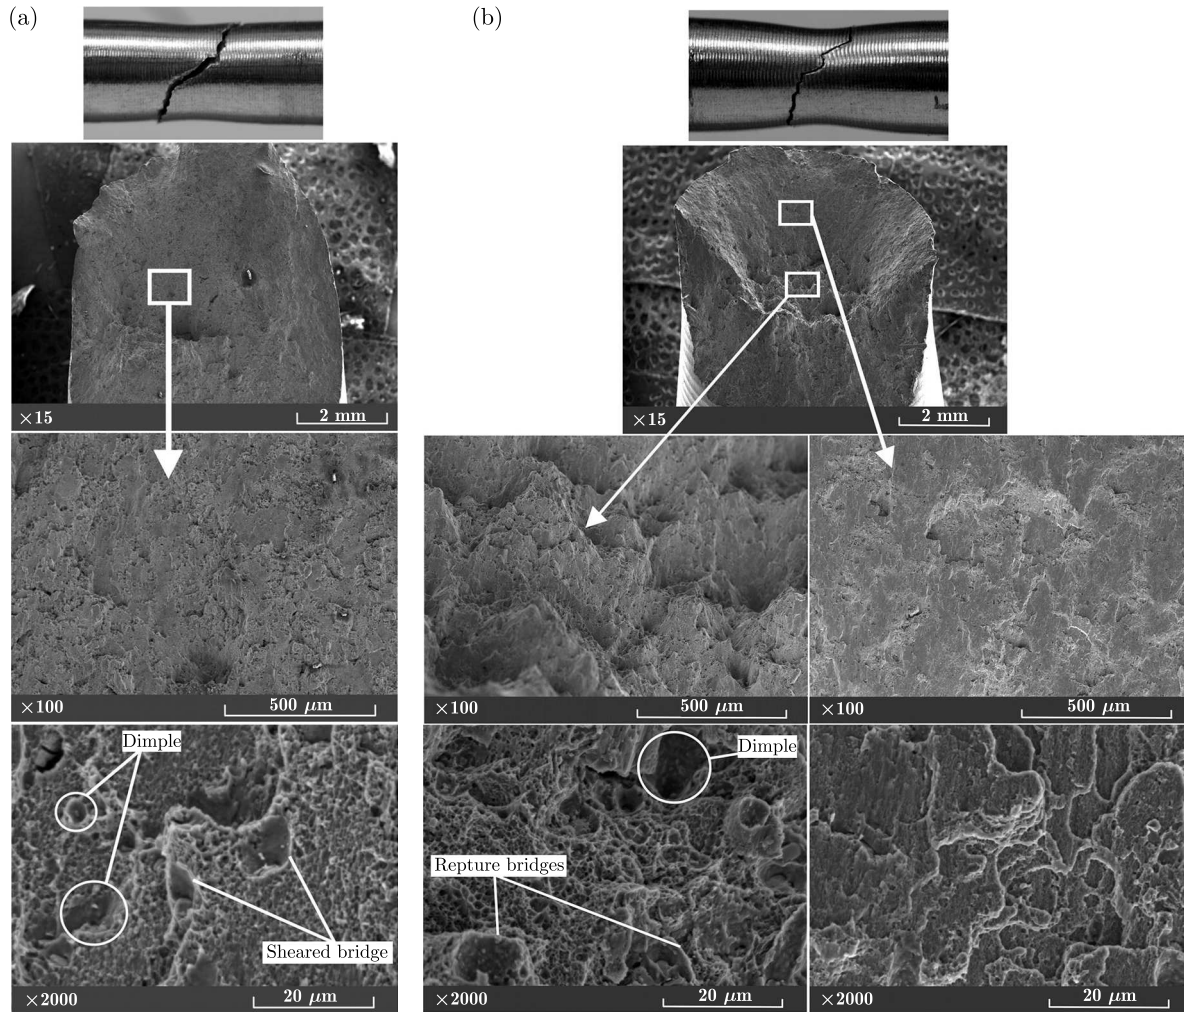 (a)
(b)
×15
2 mm
×15
2 mm
×100
500 μm
×100
500 μm
×100
500 μm
Dimple
Sheared bridge
×2000
20 μm
Dimple
Repture bridges
×2000
20 μm
×2000
20 μm